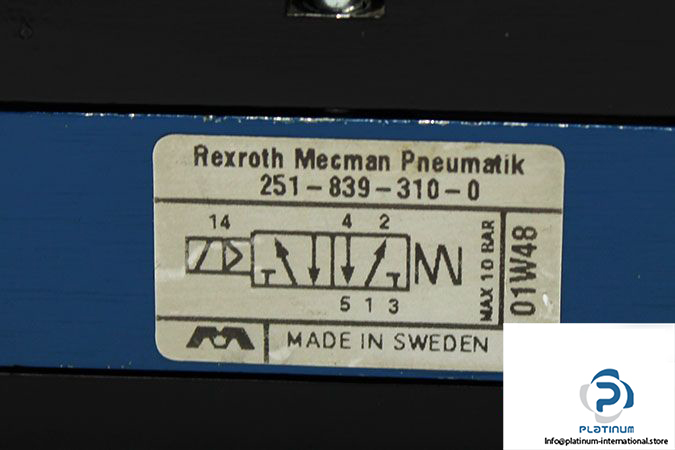 Rexroth Mecman Pneumatik
251-839-310-0
14 4 2
5 1 3
MAX 10 BAR
01W48
MADE IN SWEDEN
PLATINUM
Info@platinum-international.store